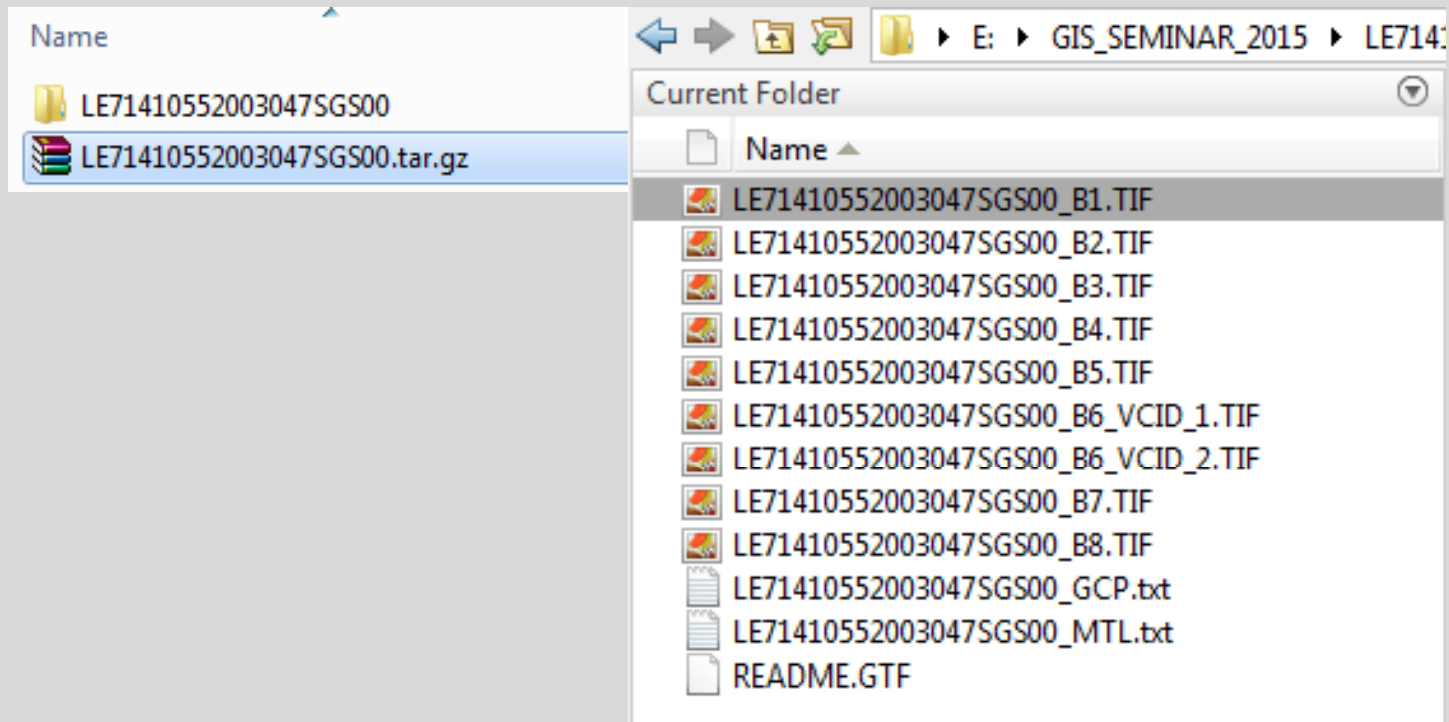 Name
LE71410552003047SGS00
LE71410552003047SGS00.tar.gz
E: GIS_SEMINAR_2015 LE7141
Current Folder
Name
LE71410552003047SGS00_B1.TIF
LE71410552003047SGS00_B2.TIF
LE71410552003047SGS00_B3.TIF
LE71410552003047SGS00_B4.TIF
LE71410552003047SGS00_B5.TIF
LE71410552003047SGS00_B6_VCID_1.TIF
LE71410552003047SGS00_B6_VCID_2.TIF
LE71410552003047SGS00_B7.TIF
LE71410552003047SGS00_B8.TIF
LE71410552003047SGS00_GCP.txt
LE71410552003047SGS00_MTL.txt
README.GTF